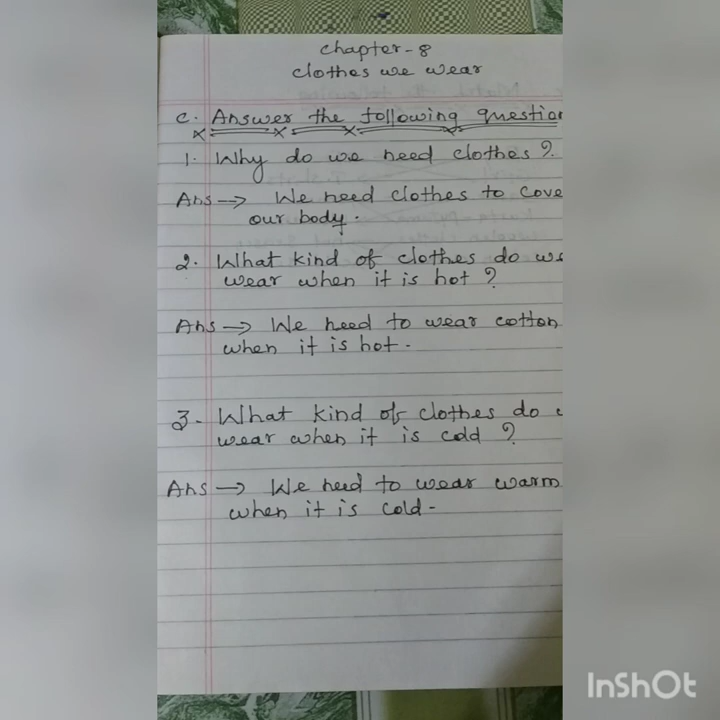 chapter-8
clothes we wear
C. Answer the following question
1. Why do we need clothes?
Ans → We need clothes to cove
our body.
2. What kind of clothes do we
wear when it is hot?
Ans → We need to wear cotton
when it is hot.
3. What kind of clothes do
wear when it is cold?
Ans → We need to wear warm
when it is cold.
InShOt